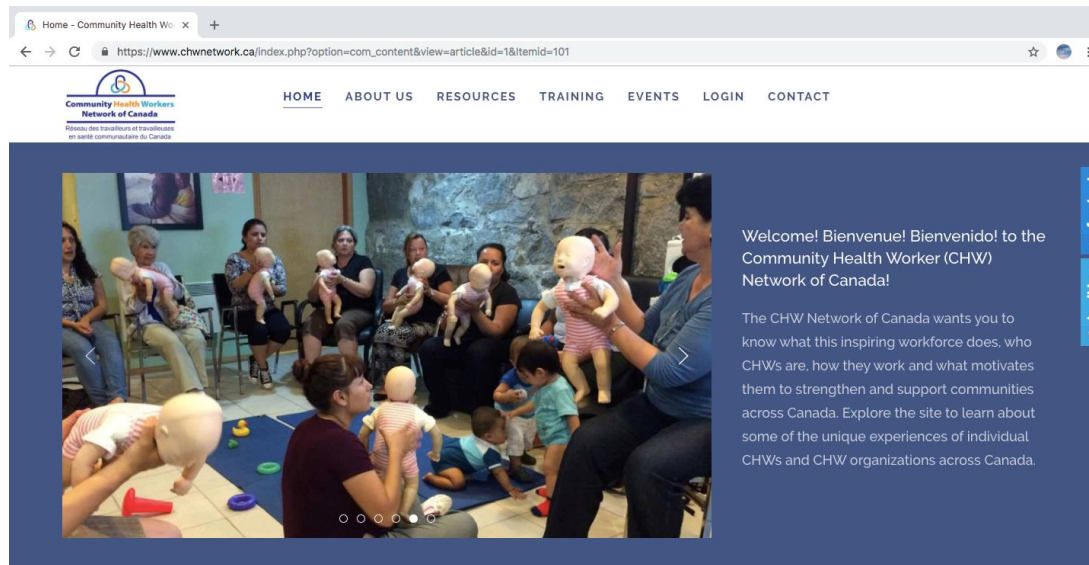 Home - Community Health Wo
https://www.chwnetwork.ca/index.php?option=com_content&view=article&id=1&Itemid=101
Community Health Workers
Network of Canada
Réseau des travailleurs et travailleuses
en santé communautaire du Canada
HOME ABOUT US RESOURCES TRAINING EVENTS LOGIN CONTACT
Welcome! Bienvenue! Bienvenido! to the
Community Health Worker (CHW)
Network of Canada!
The CHW Network of Canada wants you to
know what this inspiring workforce does, who
CHWs are, how they work and what motivates
them to strengthen and support communities
across Canada. Explore the site to learn about
some of the unique experiences of individual
CHWs and CHW organizations across Canada.